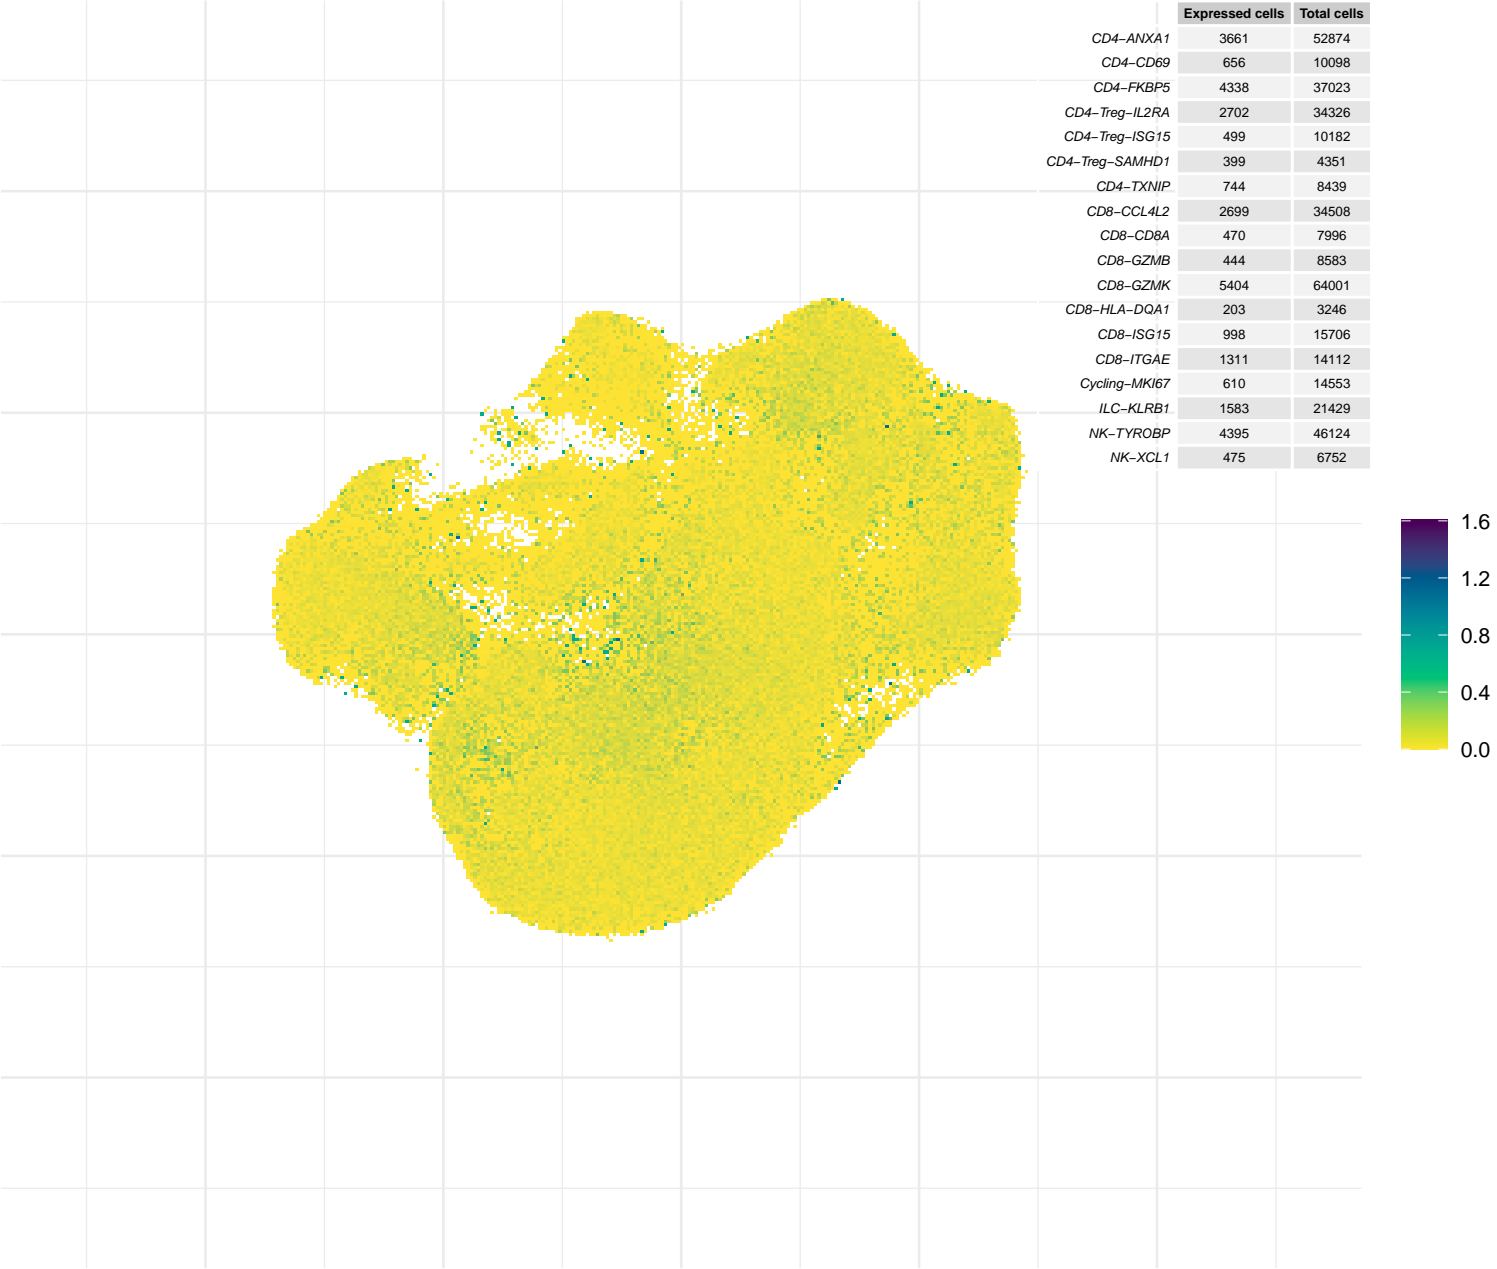 Expressed cells Total cells
CD4−ANXA1 3661 52874
CD4−CD69 656 10098
CD4−FKBP5 4338 37023
CD4−Treg−IL2RA 2702 34326
CD4−Treg−ISG15 499 10182
CD4−Treg−SAMHD1 399 4351
CD4−TXNIP 744 8439
CD8−CCL4L2 2699 34508
CD8−CD8A 470 7996
CD8−GZMB 444 8583
CD8−GZMK 5404 64001
CD8−HLA−DQA1 203 3246
CD8−ISG15 998 15706
CD8−ITGAE 1311 14112
Cycling−MKI67 610 14553
ILC−KLRB1 1583 21429
NK−TYROBP 4395 46124
NK−XCL1 475 6752
1.6
1.2
0.8
0.4
0.0